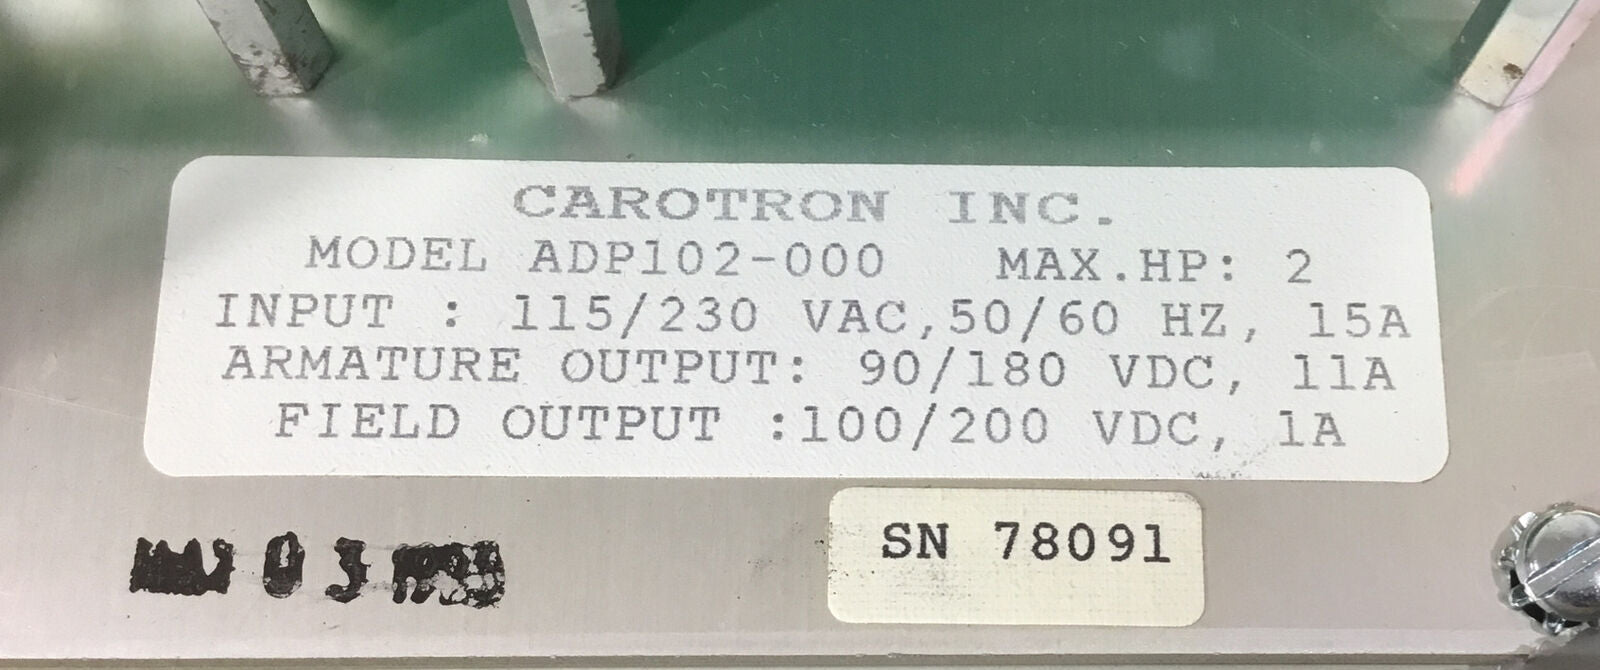 CAROTRON INC.
MODEL ADP102-000 MAX.HP: 2
INPUT : 115/230 VAC,50/60 HZ, 15A
ARMATURE OUTPUT: 90/180 VDC, 11A
FIELD OUTPUT :100/200 VDC, 1A
SN 78091
03